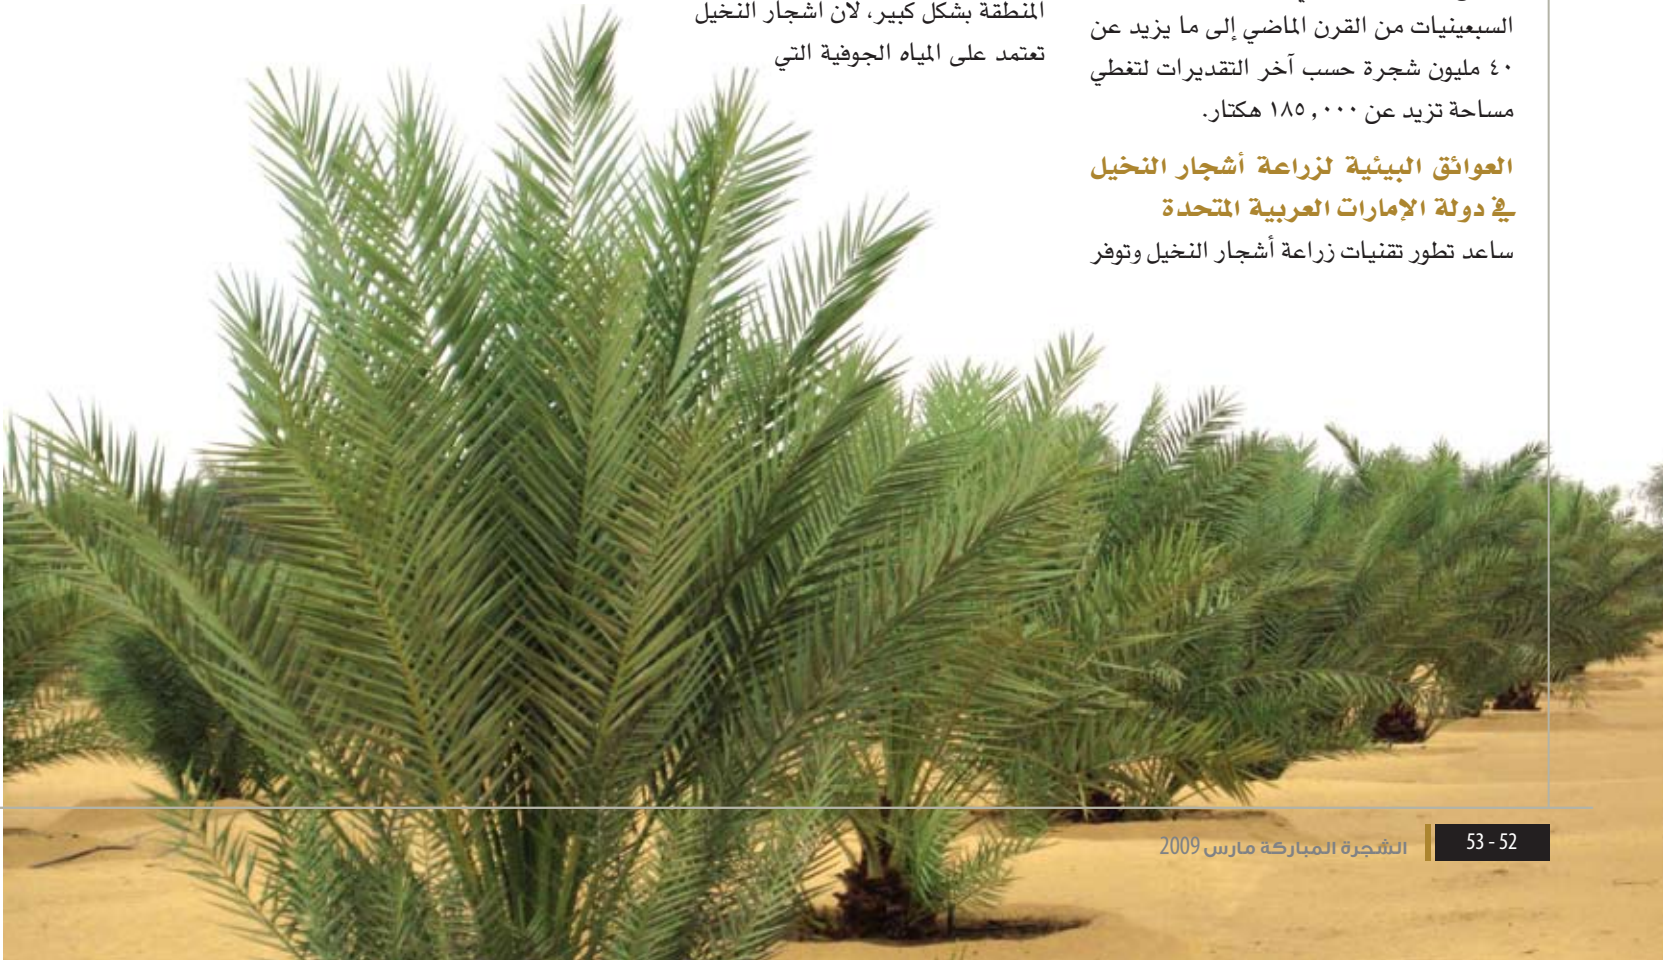 السبعينيات من القرن الماضي إلى ما يزيد عن
٤٠ مليون شجرة حسب آخر التقديرات لتغطي
مساحة تزيد عن ١٨٥,٠٠٠ هكتار.
العوائق البيئية لزراعة أشجار النخيل
في دولة الإمارات العربية المتحدة
ساعد تطور تقنيات زراعة أشجار النخيل وتوفر
المنطقة بشكل كبير، لأن أشجار النخيل
تعتمد على المياه الجوفية التي
53 - 52
الشجرة المباركة مارس 2009